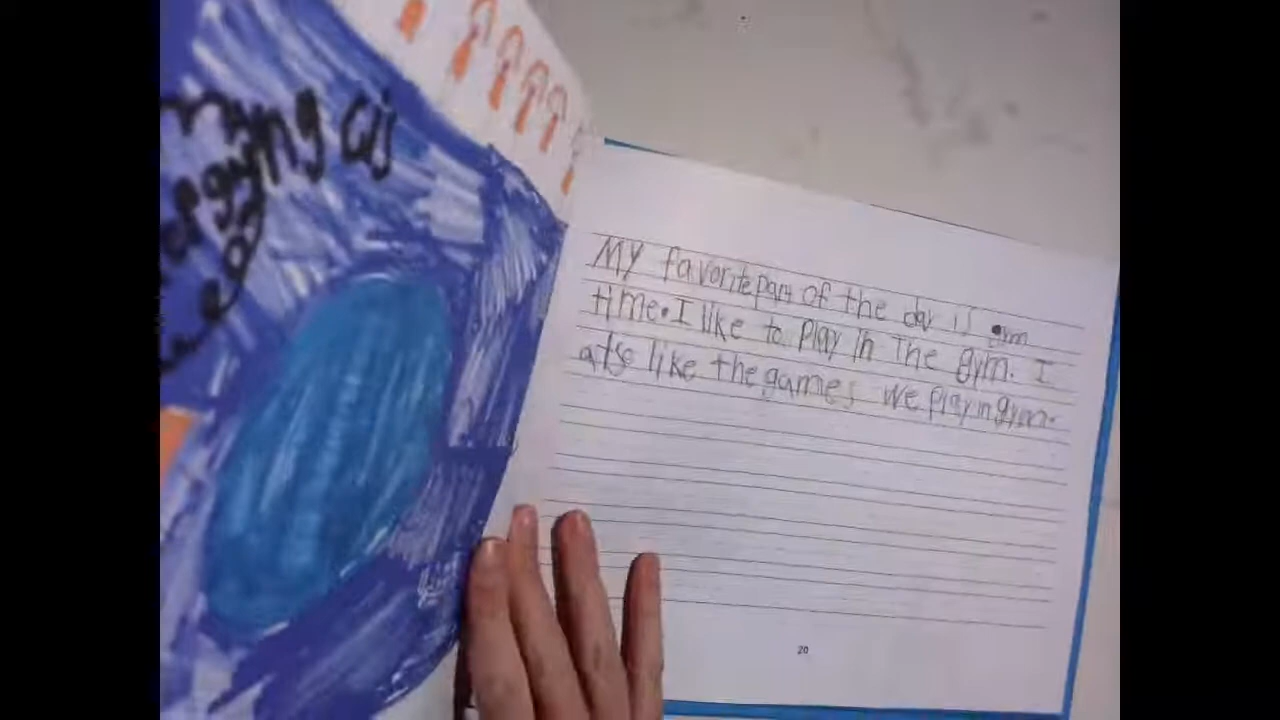 My favorite part of the day is gym
time. I like to play in the gym. I
also like the games we play in gym.
20